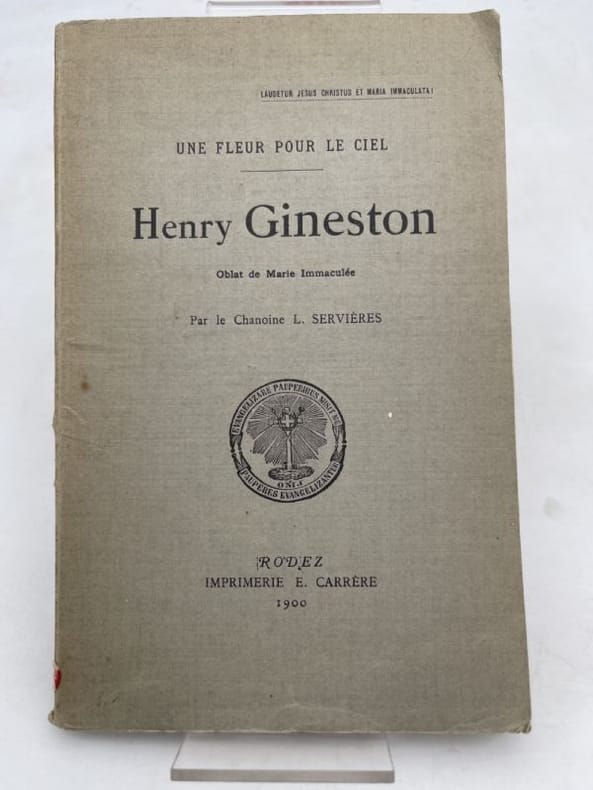 LAUDETUR JESUS CHRISTUS ET MARIA IMMACULATA!
UNE FLEUR POUR LE CIEL
Henry Gineston
Oblat de Marie Immaculée
Par le Chanoine L. SERVIÈRES
EVANGELIZARE PAUPERIBUS MISIT ME
PAUPERES EVANGELIZANTUR
RODEZ
IMPRIMERIE E. CARRÈRE
1900